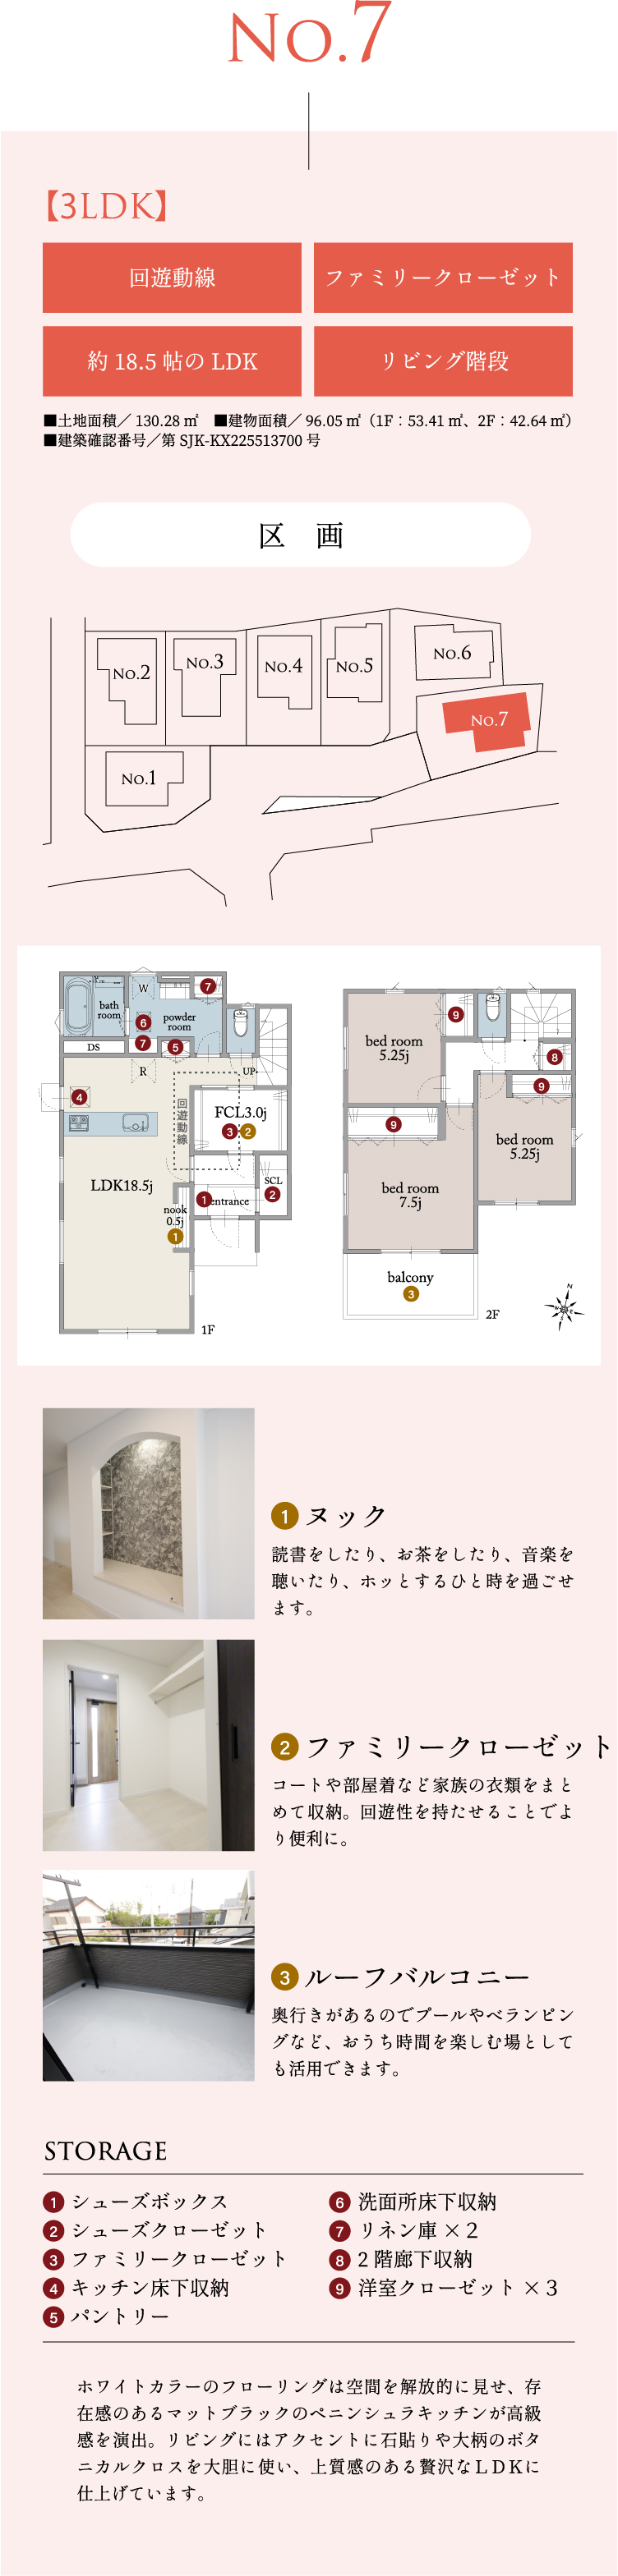 No.7
【3LDK】
回遊動線
ファミリークローゼット
約 18.5 帖の LDK
リビング階段
■土地面積／ 130.28 ㎡　■建物面積／ 96.05 ㎡（1F：53.41 ㎡、2F：42.64 ㎡）
■建築確認番号／第 SJK-KX225513700 号
区　画
No.2
No.3
No.4
No.5
No.6
No.7
No.1
bath
room
W
7
6
powder
room
7
5
DS
R
UP
4
回遊動線
FCL3.0j
3 2
LDK18.5j
SCL
2
1
entrance
nook
0.5j
1
1F
9
bed room
5.25j
8
9
9
bed room
5.25j
bed room
7.5j
balcony
3
2F
N
W
E
S
1 ヌック
読書をしたり、お茶をしたり、音楽を
聴いたり、ホッとするひと時を過ごせ
ます。
2 ファミリークローゼット
コートや部屋着など家族の衣類をまと
めて収納。回遊性を持たせることでよ
り便利に。
3 ルーフバルコニー
奥行きがあるのでプールやベランピン
グなど、おうち時間を楽しむ場として
も活用できます。
STORAGE
1 シューズボックス
2 シューズクローゼット
3 ファミリークローゼット
4 キッチン床下収納
5 パントリー
6 洗面所床下収納
7 リネン庫 × 2
8 2 階廊下収納
9 洋室クローゼット × 3
ホワイトカラーのフローリングは空間を解放的に見せ、存
在感のあるマットブラックのペニンシュラキッチンが高級
感を演出。リビングにはアクセントに石貼りや大柄のボタ
ニカルクロスを大胆に使い、上質感のある贅沢なＬＤＫに
仕上げています。